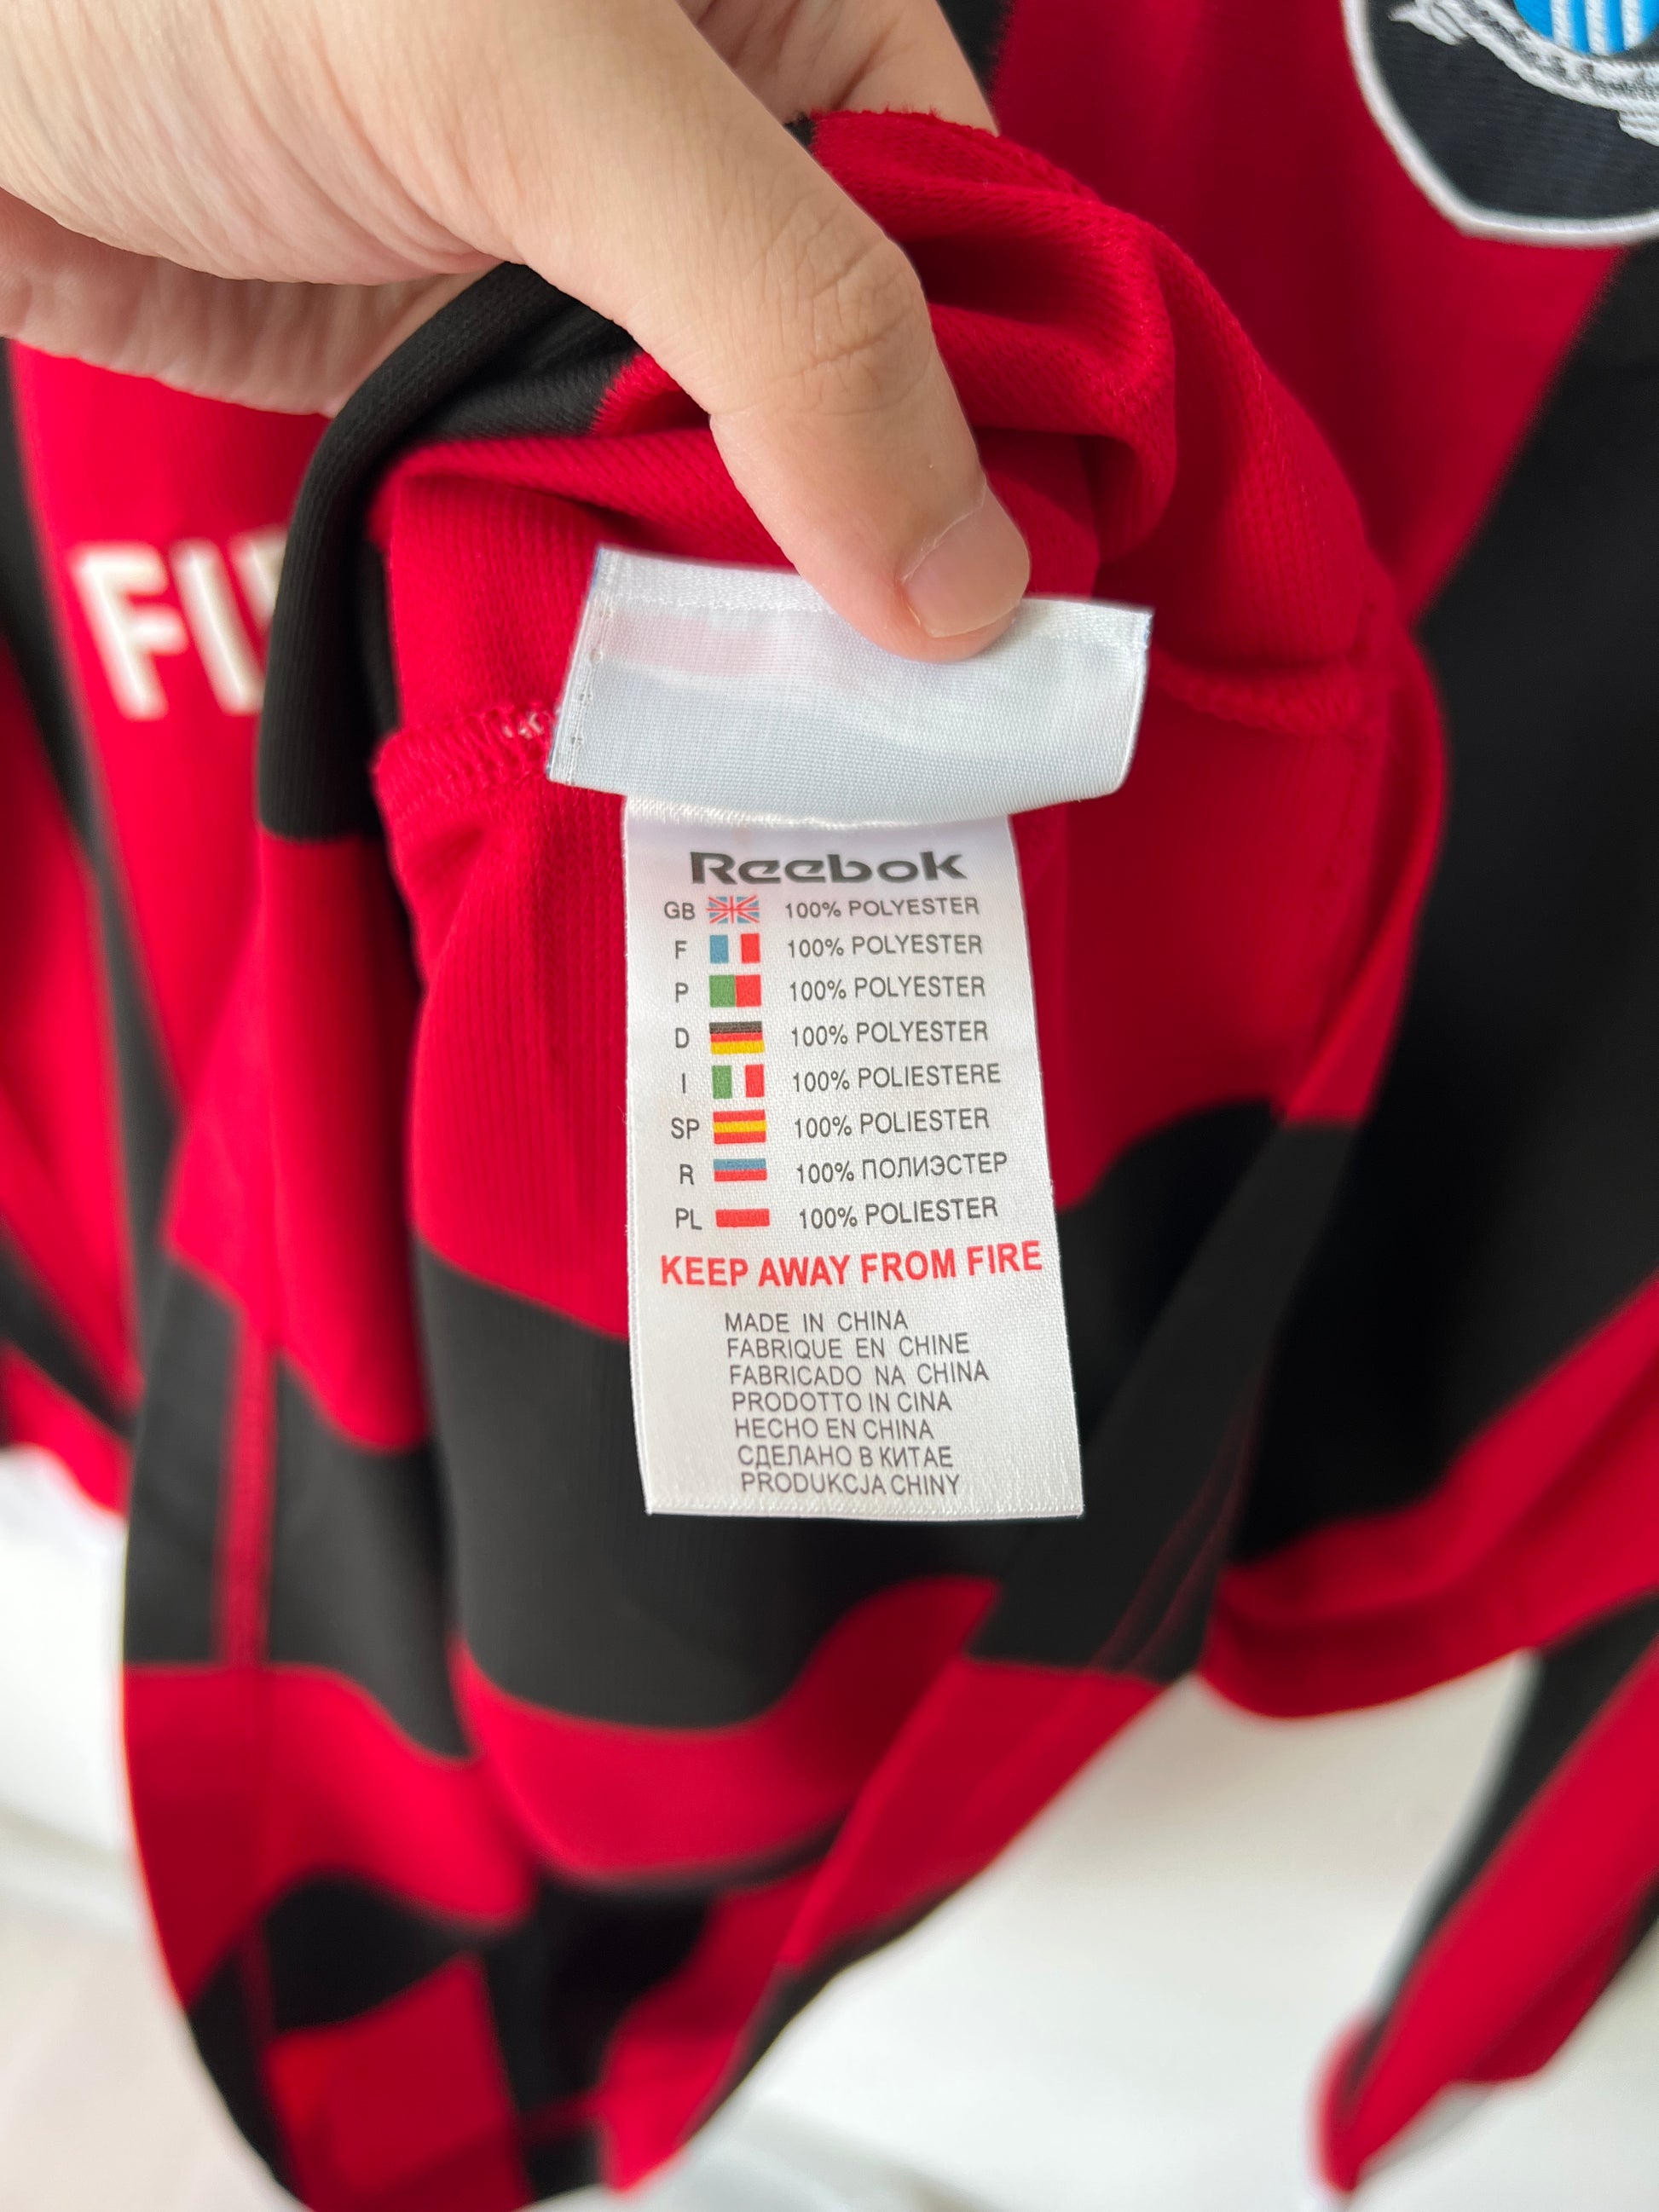 Reebok
GB 100% POLYESTER
F 100% POLYESTER
P 100% POLYESTER
D 100% POLYESTER
I 100% POLIESTERE
SP 100% POLIESTER
R 100% ПОЛИЭСТЕР
PL 100% POLIESTER
KEEP AWAY FROM FIRE
MADE IN CHINA
FABRIQUE EN CHINE
FABRICADO NA CHINA
PRODOTTO IN CINA
HECHO EN CHINA
СДЕЛАНО В КИТАЕ
PRODUKCJA CHINY